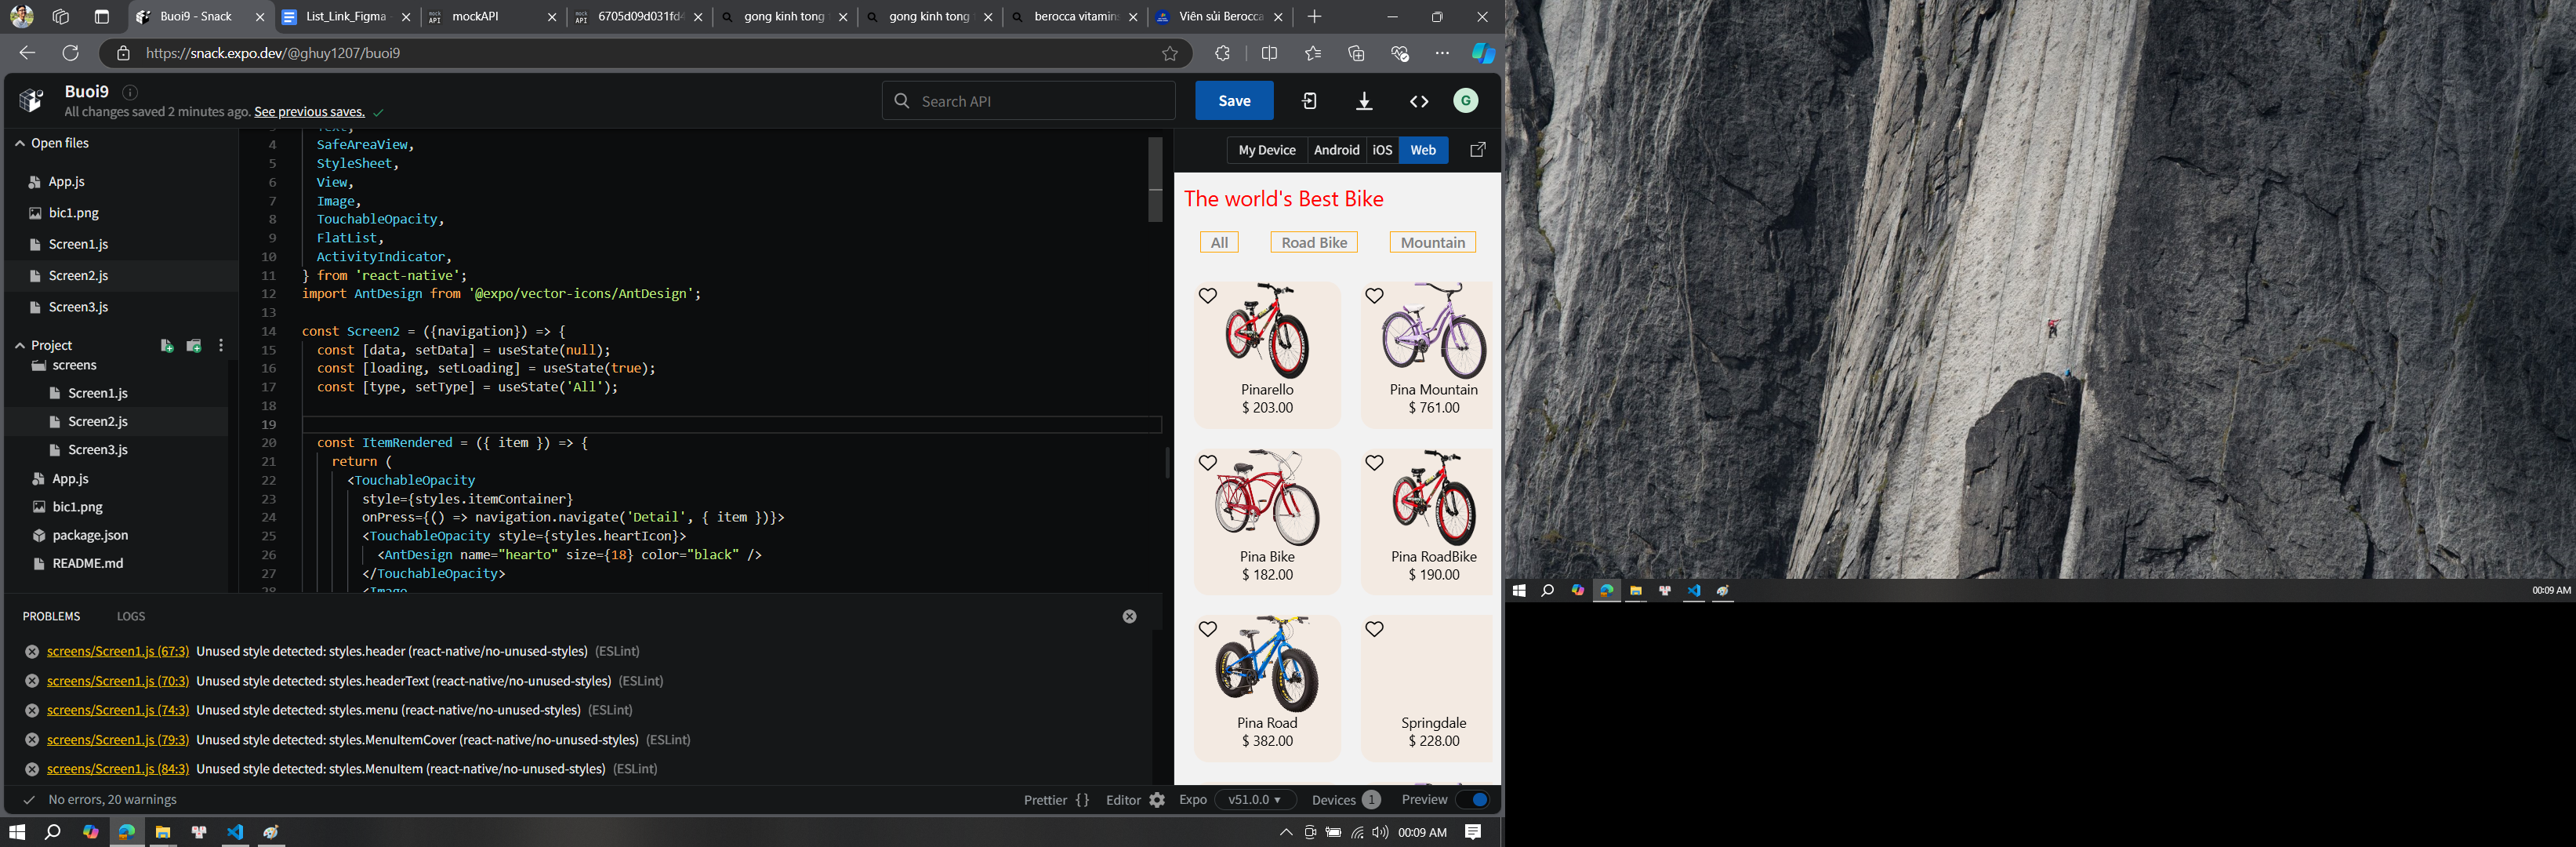 Buoi9 - Snack
List_Link_Figma
mockAPI
6705d09d031fd4
gong kinh tong
gong kinh tong
berocca vitamin
Viên sủi Berocca
https://snack.expo.dev/@ghuy1207/buoi9
Buoi9
All changes saved 2 minutes ago. See previous saves.
Search API
Save
G
Open files
App.js
bic1.png
Screen1.js
Screen2.js
Screen3.js
Project
screens
Screen1.js
Screen2.js
Screen3.js
App.js
bic1.png
package.json
README.md
3 Text,
4 SafeAreaView,
5 StyleSheet,
6 View,
7 Image,
8 TouchableOpacity,
9 FlatList,
10 ActivityIndicator,
11 } from 'react-native';
12 import AntDesign from '@expo/vector-icons/AntDesign';
13
14 const Screen2 = ({navigation}) => {
15 const [data, setData] = useState(null);
16 const [loading, setLoading] = useState(true);
17 const [type, setType] = useState('All');
18
19
20 const ItemRendered = ({ item }) => {
21 return (
22 <TouchableOpacity
23 style={styles.itemContainer}
24 onPress={() => navigation.navigate('Detail', { item })}>
25 <TouchableOpacity style={styles.heartIcon}>
26 <AntDesign name="hearto" size={18} color="black" />
27 </TouchableOpacity>
28 <Image
My Device
Android
iOS
Web
The world's Best Bike
All
Road Bike
Mountain
Pinarello
$ 203.00
Pina Mountain
$ 761.00
Pina Bike
$ 182.00
Pina RoadBike
$ 190.00
Pina Road
$ 382.00
Springdale
$ 228.00
PROBLEMS
LOGS
screens/Screen1.js (67:3) Unused style detected: styles.header (react-native/no-unused-styles) (ESLint)
screens/Screen1.js (70:3) Unused style detected: styles.headerText (react-native/no-unused-styles) (ESLint)
screens/Screen1.js (74:3) Unused style detected: styles.menu (react-native/no-unused-styles) (ESLint)
screens/Screen1.js (79:3) Unused style detected: styles.MenuItemCover (react-native/no-unused-styles) (ESLint)
screens/Screen1.js (84:3) Unused style detected: styles.MenuItem (react-native/no-unused-styles) (ESLint)
No errors, 20 warnings
Prettier { }
Editor
Expo
v51.0.0
Devices 1
Preview
00:09 AM
00:09 AM